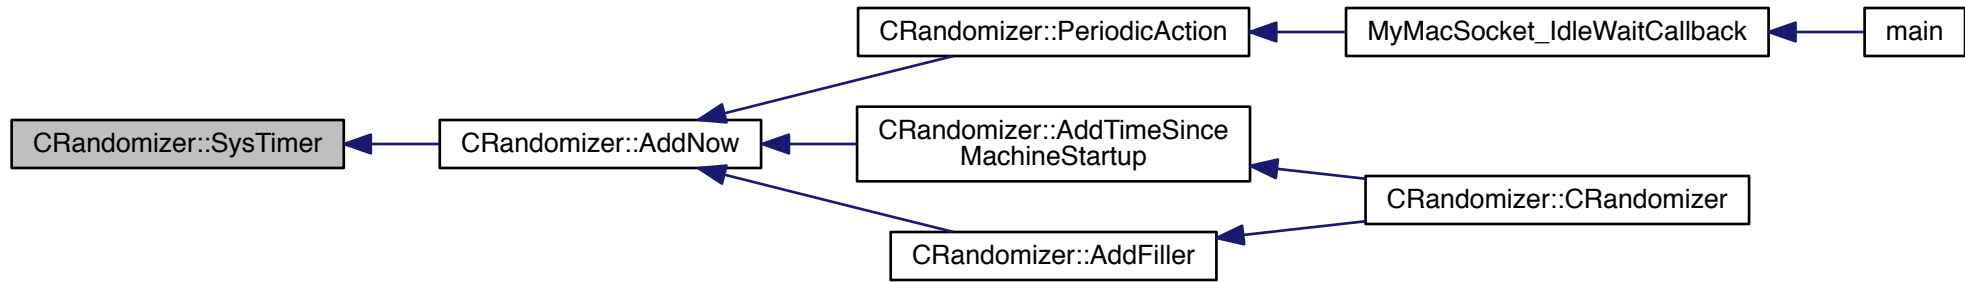 CRandomizer::SysTimer
CRandomizer::AddNow
CRandomizer::PeriodicAction
MyMacSocket_IdleWaitCallback
main
CRandomizer::AddTimeSince
MachineStartup
CRandomizer::CRandomizer
CRandomizer::AddFiller